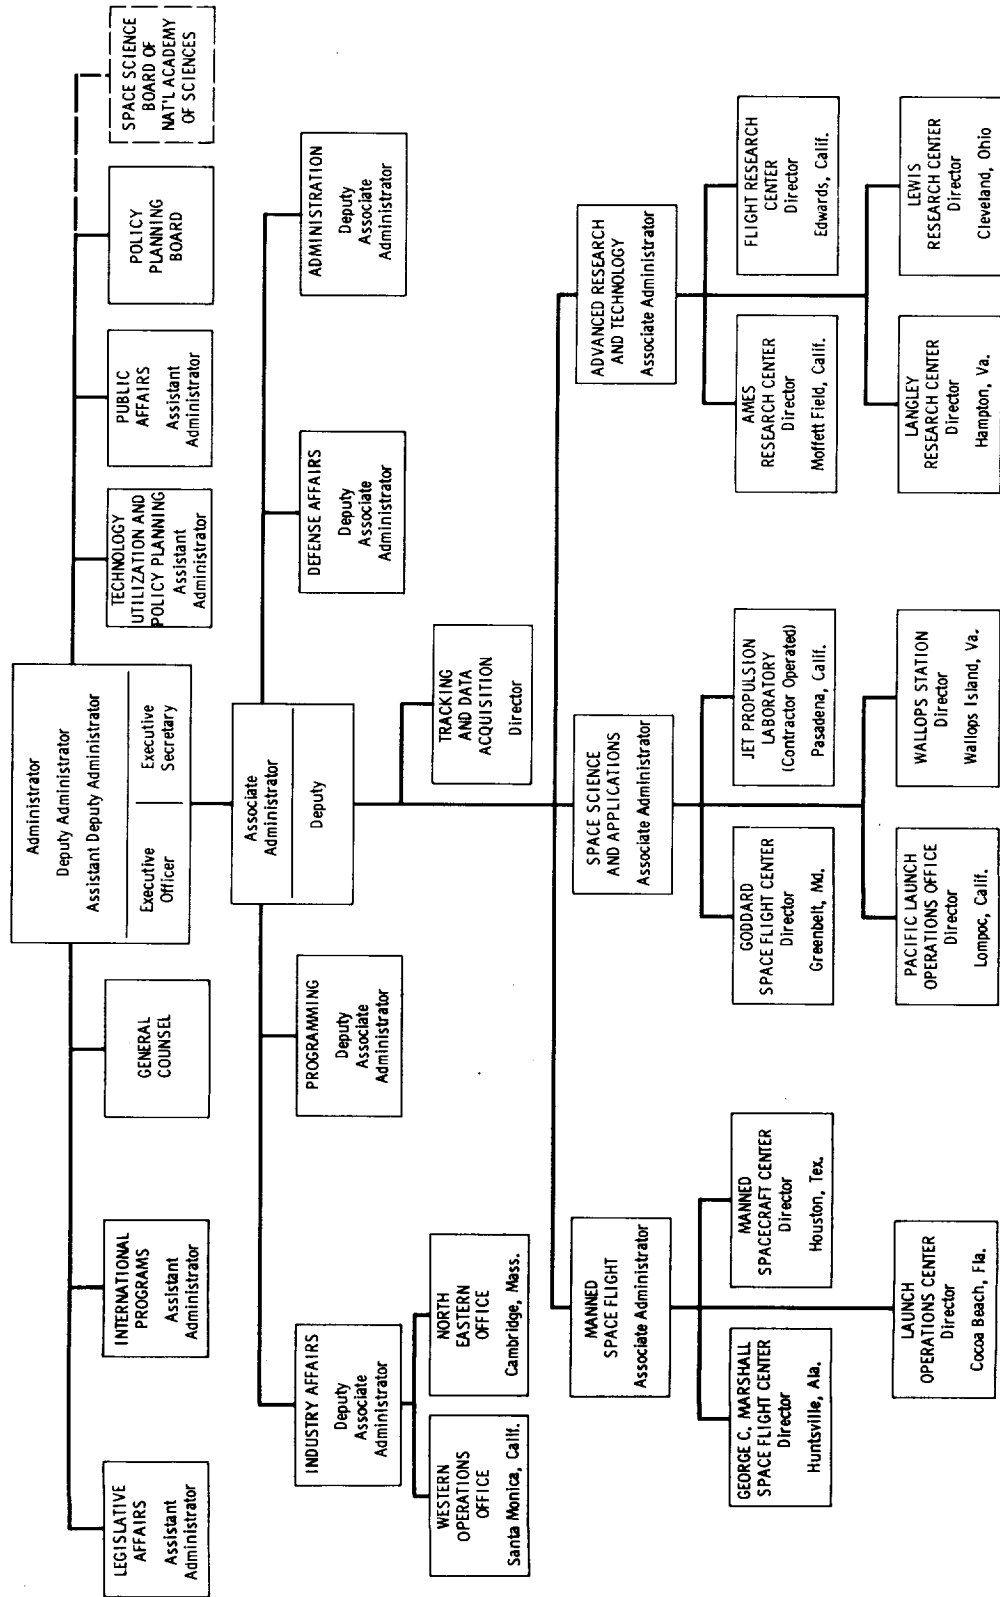 Administrator
Deputy Administrator
Assistant Deputy Administrator
Executive
Officer
Executive
Secretary
LEGISLATIVE
AFFAIRS
Assistant
Administrator
INTERNATIONAL
PROGRAMS
Assistant
Administrator
GENERAL
COUNSEL
TECHNOLOGY
UTILIZATION AND
POLICY PLANNING
Assistant
Administrator
PUBLIC
AFFAIRS
Assistant
Administrator
POLICY
PLANNING
BOARD
SPACE SCIENCE
BOARD OF
NAT'L ACADEMY
OF SCIENCES
Associate
Administrator
Deputy
INDUSTRY AFFAIRS
Deputy
Associate
Administrator
PROGRAMMING
Deputy
Associate
Administrator
DEFENSE AFFAIRS
Deputy
Associate
Administrator
ADMINISTRATION
Deputy
Associate
Administrator
WESTERN
OPERATIONS
OFFICE
Santa Monica, Calif.
NORTH
EASTERN
OFFICE
Cambridge, Mass.
TRACKING
AND DATA
ACQUISITION
Director
MANNED
SPACE FLIGHT
Associate Administrator
SPACE SCIENCE
AND APPLICATIONS
Associate Administrator
ADVANCED RESEARCH
AND TECHNOLOGY
Associate Administrator
GEORGE C. MARSHALL
SPACE FLIGHT CENTER
Director
Huntsville, Ala.
MANNED
SPACECRAFT CENTER
Director
Houston, Tex.
GODDARD
SPACE FLIGHT CENTER
Director
Greenbelt, Md.
JET PROPULSION
LABORATORY
(Contractor Operated)
Pasadena, Calif.
AMES
RESEARCH CENTER
Director
Moffett Field, Calif.
FLIGHT RESEARCH
CENTER
Director
Edwards, Calif.
LAUNCH
OPERATIONS CENTER
Director
Cocoa Beach, Fla.
PACIFIC LAUNCH
OPERATIONS OFFICE
Director
Lompoc, Calif.
WALLOPS STATION
Director
Wallops Island, Va.
LANGLEY
RESEARCH CENTER
Director
Hampton, Va.
LEWIS
RESEARCH CENTER
Director
Cleveland, Ohio